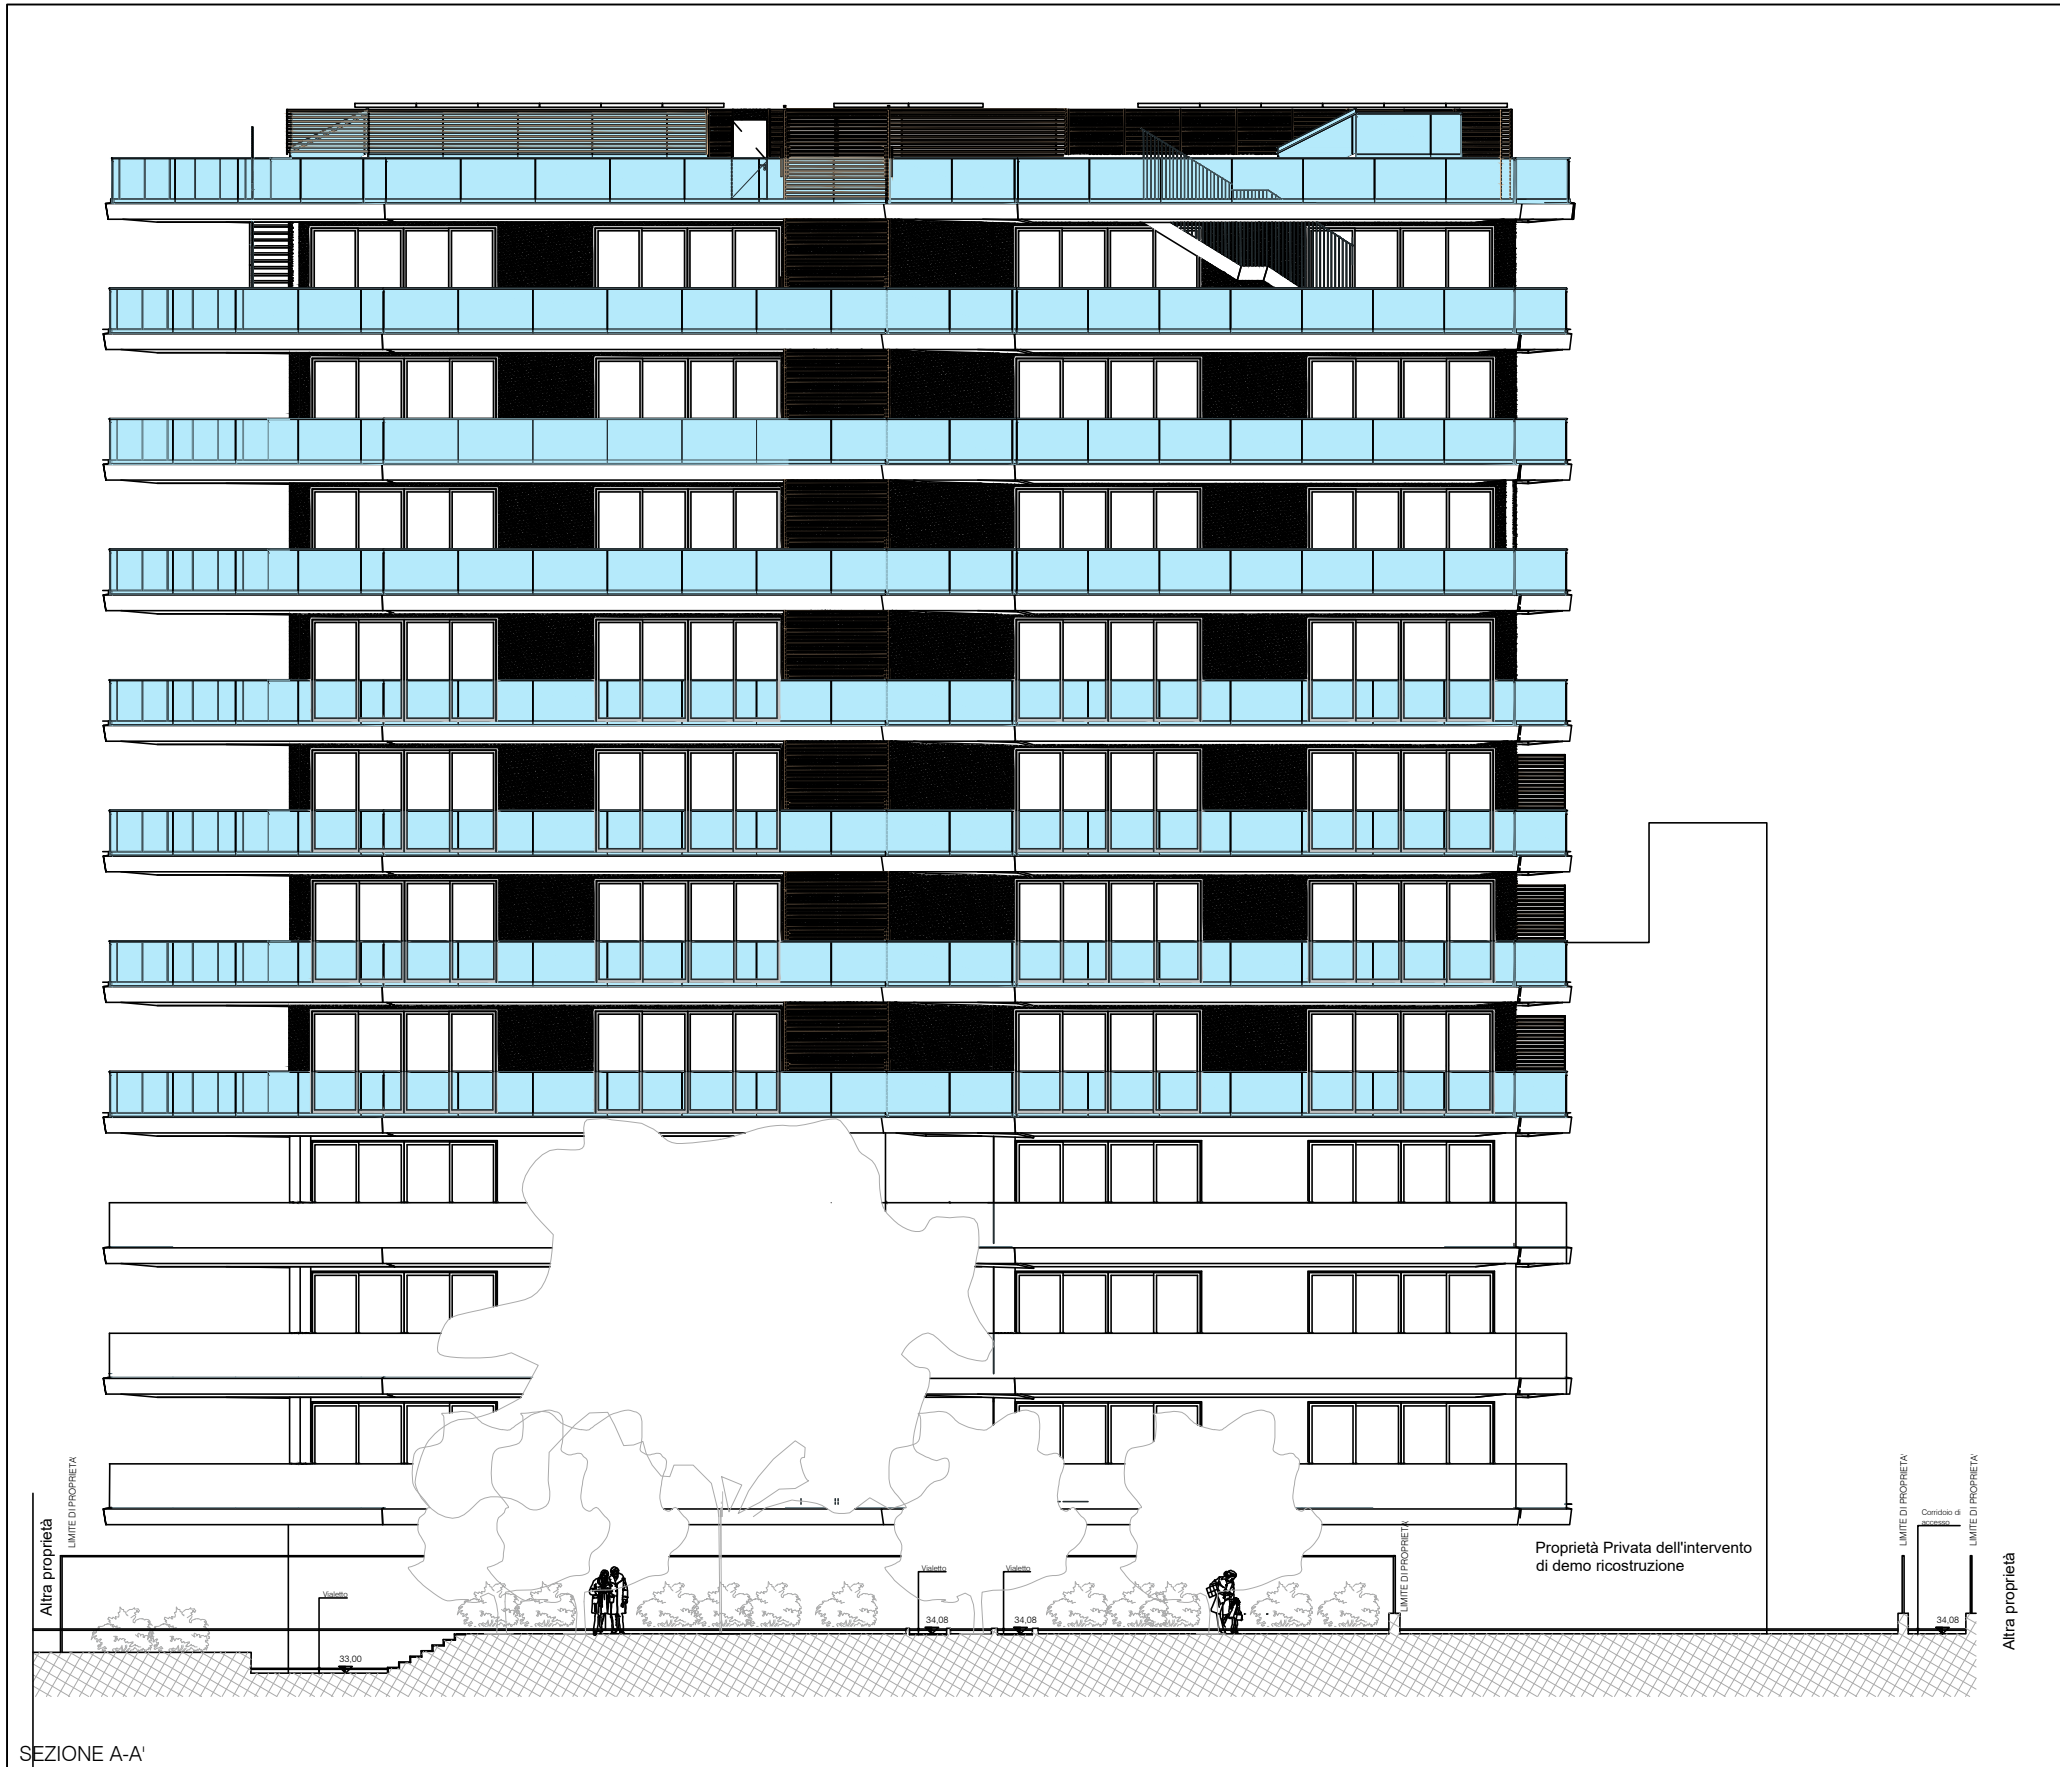 LIMITE DI PROPRIETA'
Altra proprietà
Vialetto
33,00
Vialetto
34,08
Vialetto
34,08
LIMITE DI PROPRIETA'
Proprietà Privata dell'intervento
di demo ricostruzione
LIMITE DI PROPRIETA'
Corridoio di
accesso
34,08
LIMITE DI PROPRIETA'
Altra proprietà
SEZIONE A-A'